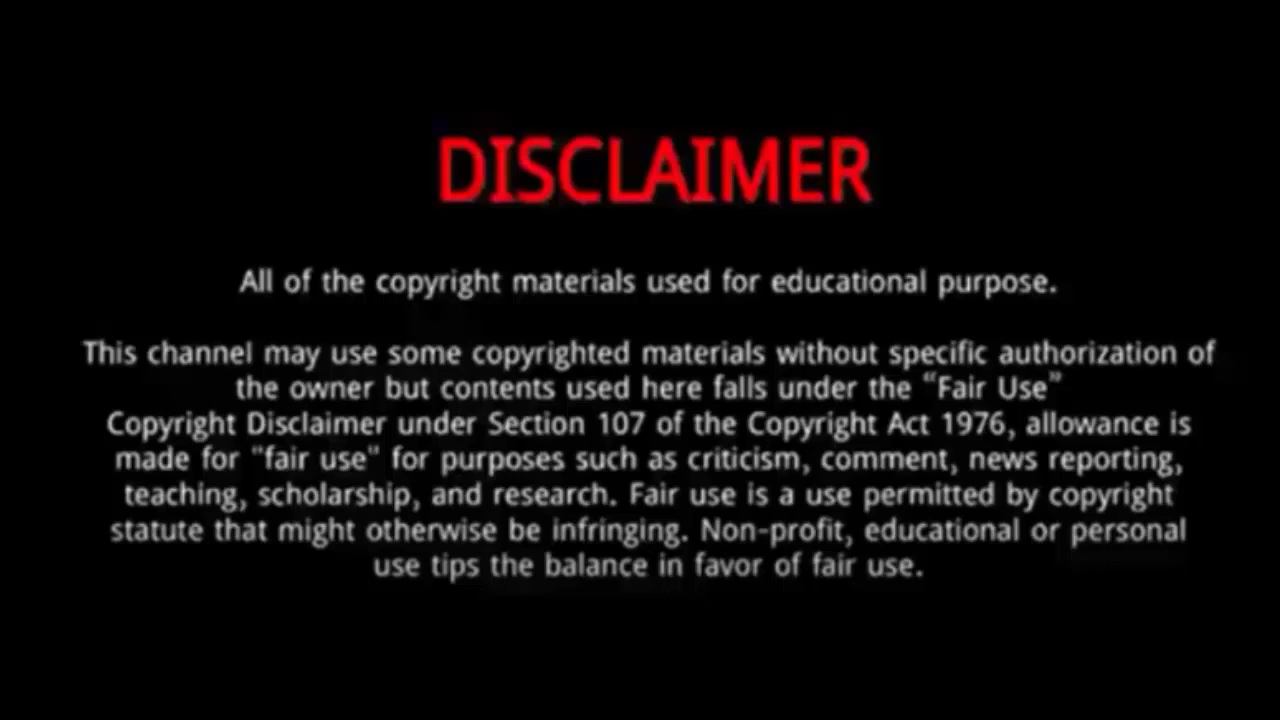 DISCLAIMER
All of the copyright materials used for educational purpose.
This channel may use some copyrighted materials without specific authorization of
the owner but contents used here falls under the “Fair Use”
Copyright Disclaimer under Section 107 of the Copyright Act 1976, allowance is
made for "fair use" for purposes such as criticism, comment, news reporting,
teaching, scholarship, and research. Fair use is a use permitted by copyright
statute that might otherwise be infringing. Non-profit, educational or personal
use tips the balance in favor of fair use.